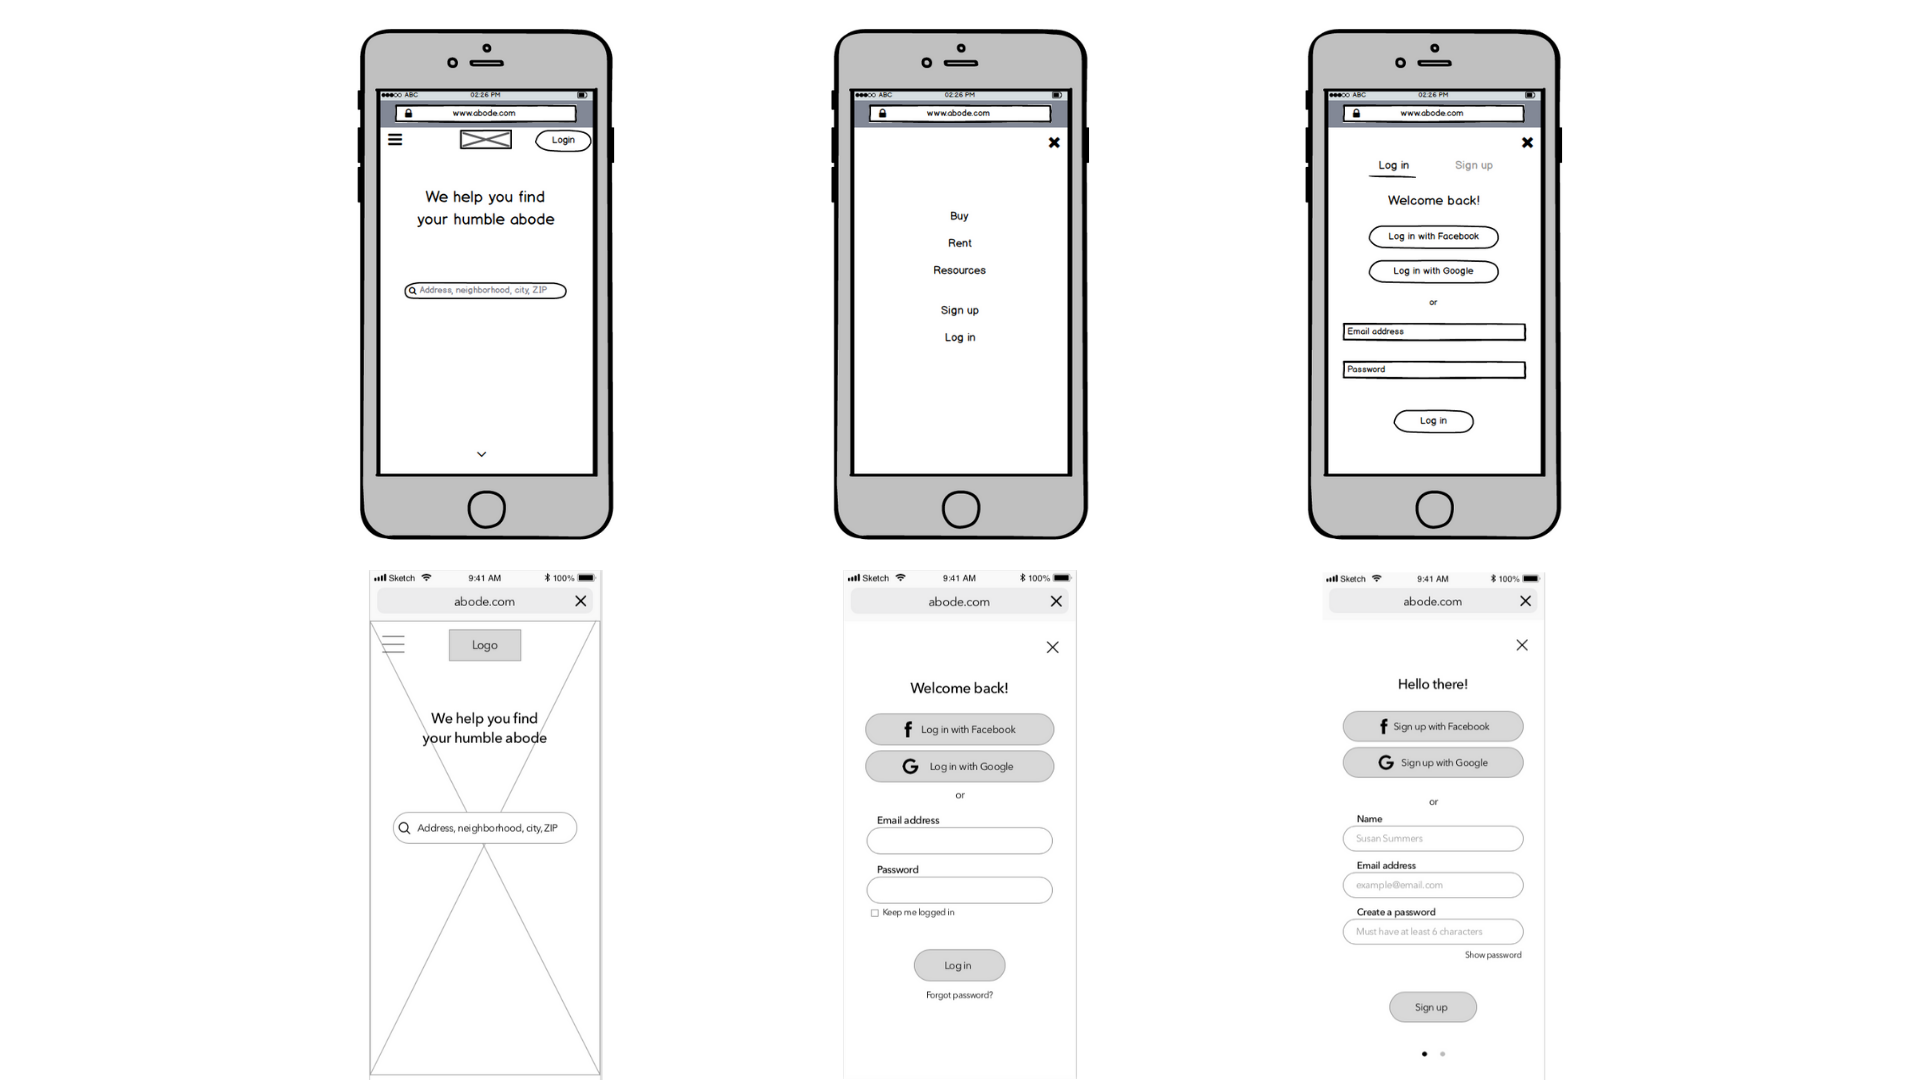 ABC 02:26 PM
www.abode.com
Login
We help you find
your humble abode
Address, neighborhood, city, ZIP
ABC 02:26 PM
www.abode.com
Buy
Rent
Resources
Sign up
Log in
ABC 02:26 PM
www.abode.com
Log in Sign up
Welcome back!
Log in with Facebook
Log in with Google
or
Email address
Password
Log in
Sketch 9:41 AM 100%
abode.com
Logo
We help you find
your humble abode
Address, neighborhood, city, ZIP
Sketch 9:41 AM 100%
abode.com
Welcome back!
Log in with Facebook
Log in with Google
or
Email address
Password
Keep me logged in
Log in
Forgot password?
Sketch 9:41 AM 100%
abode.com
Hello there!
Sign up with Facebook
Sign up with Google
or
Name
Susan Summers
Email address
example@email.com
Create a password
Must have at least 6 characters
Show password
Sign up